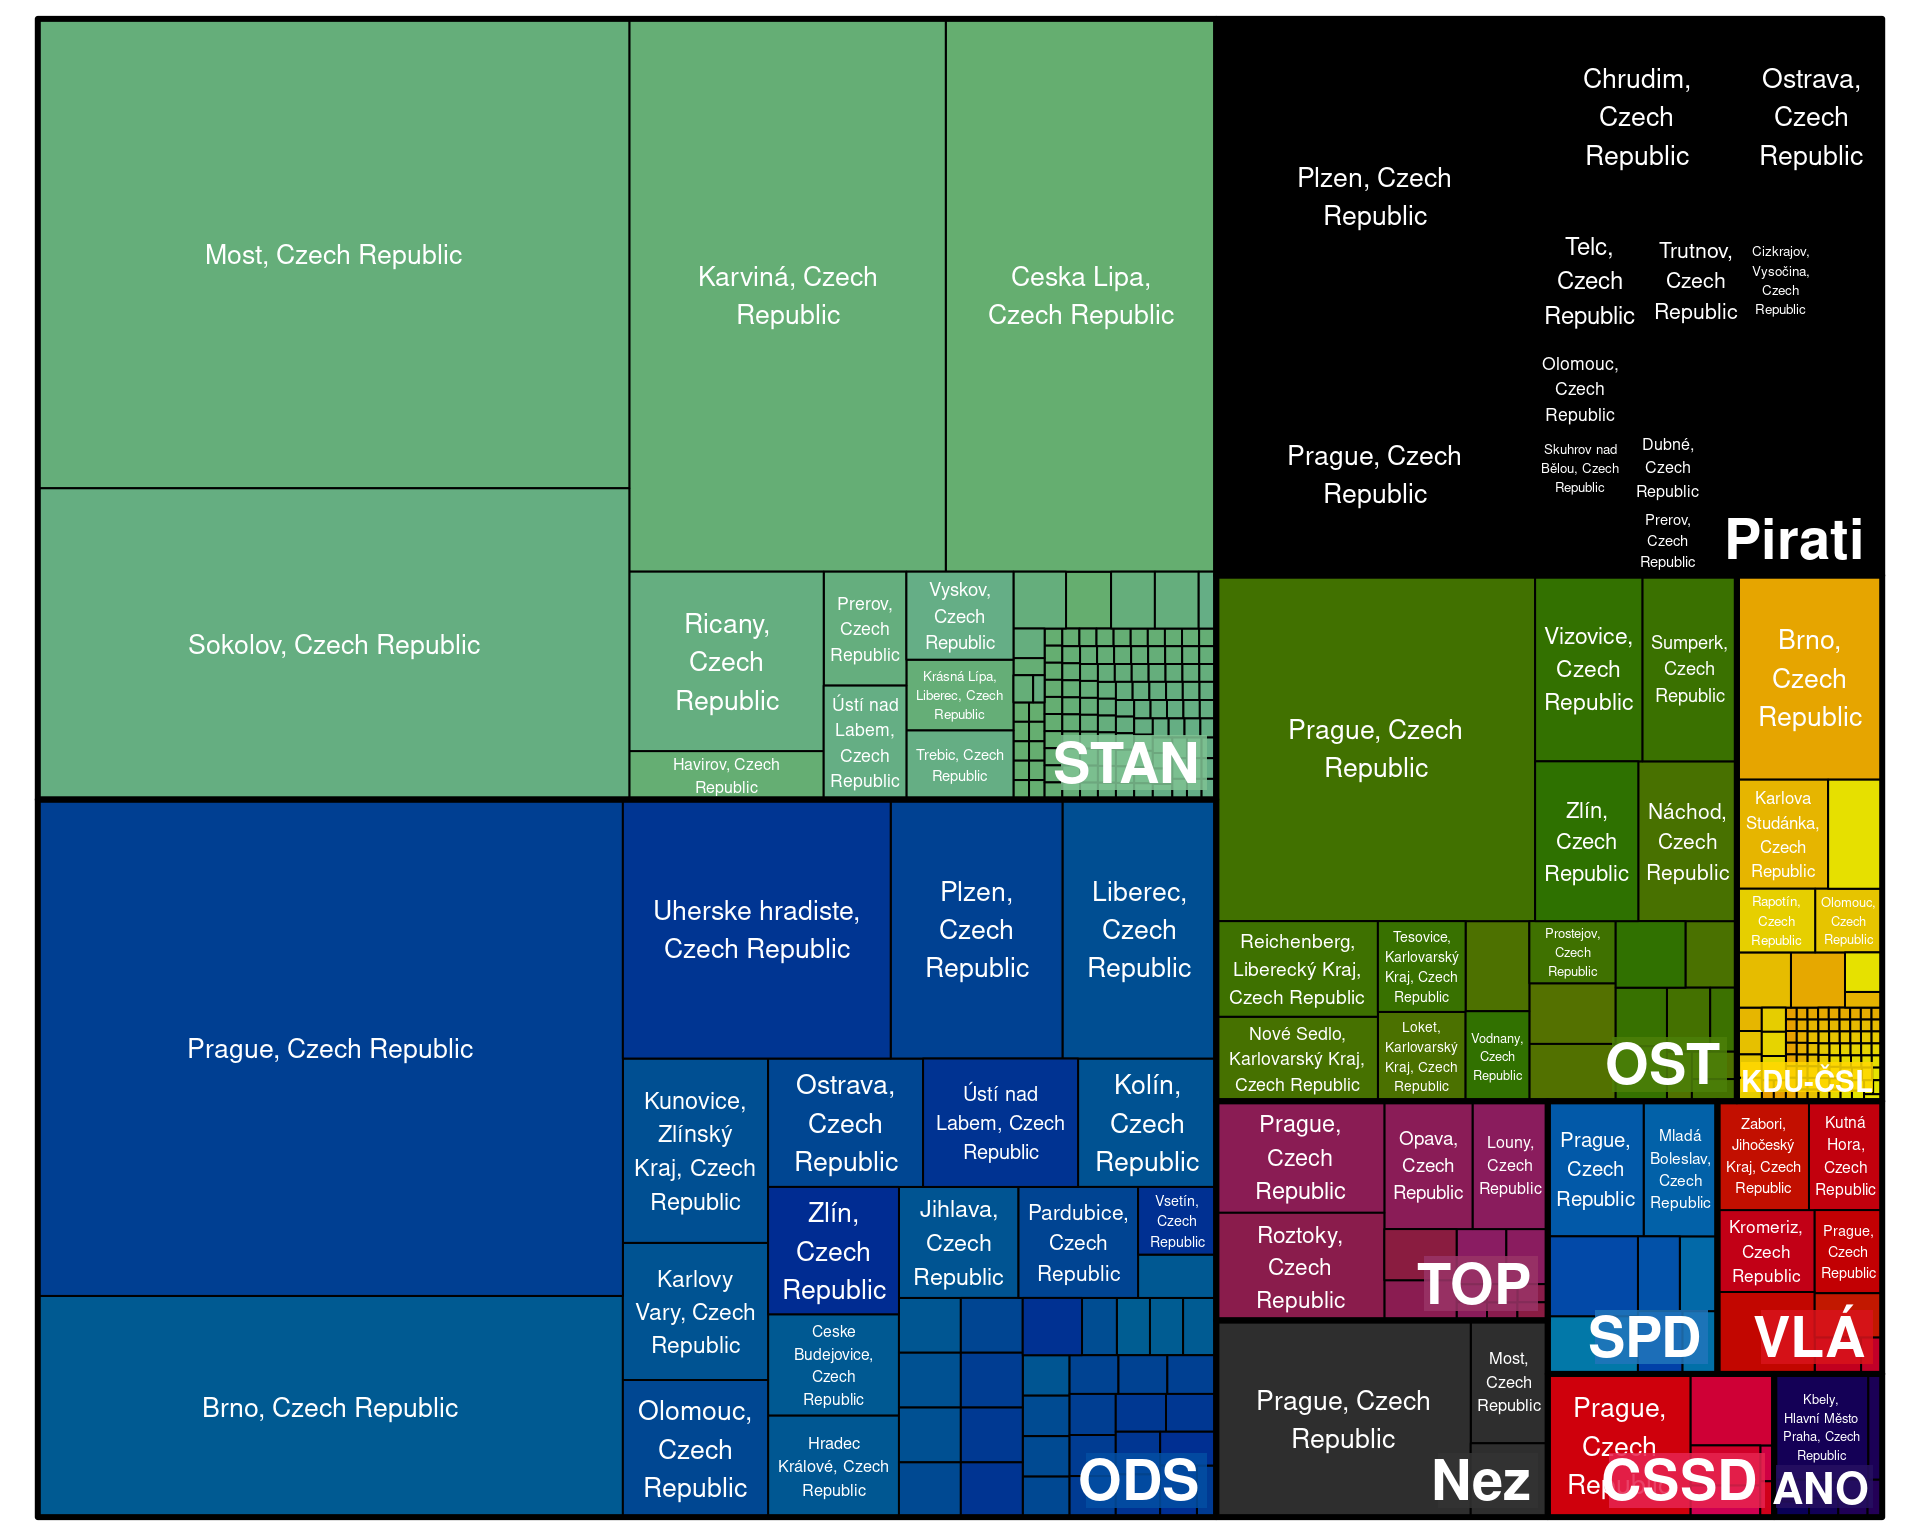 Most, Czech Republic
Sokolov, Czech Republic
Karviná, Czech
Republic
Ceska Lipa,
Czech Republic
Ricany,
Czech
Republic
Havirov, Czech
Republic
Prerov,
Czech
Republic
Ústí nad
Labem,
Czech
Republic
Vyskov,
Czech
Republic
Krásná Lípa,
Liberec, Czech
Republic
Trebic, Czech
Republic
STAN
Prague, Czech Republic
Brno, Czech Republic
Uherske hradiste,
Czech Republic
Plzen,
Czech
Republic
Liberec,
Czech
Republic
Kunovice,
Zlínský
Kraj, Czech
Republic
Karlovy
Vary, Czech
Republic
Olomouc,
Czech
Republic
Ostrava,
Czech
Republic
Ústí nad
Labem, Czech
Republic
Kolín,
Czech
Republic
Zlín,
Czech
Republic
Ceske
Budejovice,
Czech
Republic
Hradec
Králové, Czech
Republic
Jihlava,
Czech
Republic
Pardubice,
Czech
Republic
Vsetín,
Czech
Republic
ODS
Plzen, Czech
Republic
Prague, Czech
Republic
Chrudim,
Czech
Republic
Ostrava,
Czech
Republic
Telc,
Czech
Republic
Trutnov,
Czech
Republic
Cizkrajov,
Vysočina,
Czech
Republic
Olomouc,
Czech
Republic
Skuhrov nad
Bělou, Czech
Republic
Dubné,
Czech
Republic
Prerov,
Czech
Republic
Pirati
Prague, Czech
Republic
Vizovice,
Czech
Republic
Sumperk,
Czech
Republic
Zlín,
Czech
Republic
Náchod,
Czech
Republic
Reichenberg,
Liberecký Kraj,
Czech Republic
Nové Sedlo,
Karlovarský Kraj,
Czech Republic
Tesovice,
Karlovarský
Kraj, Czech
Republic
Loket,
Karlovarský
Kraj, Czech
Republic
Vodnany,
Czech
Republic
Prostejov,
Czech
Republic
OST
Brno,
Czech
Republic
Karlova
Studánka,
Czech
Republic
Rapotín,
Czech
Republic
Olomouc,
Czech
Republic
KDU-ČSL
Prague,
Czech
Republic
Roztoky,
Czech
Republic
Opava,
Czech
Republic
Louny,
Czech
Republic
TOP
Prague,
Czech
Republic
Mladá
Boleslav,
Czech
Republic
SPD
Zabori,
Jihočeský
Kraj, Czech
Republic
Kutná
Hora,
Czech
Republic
Kromeriz,
Czech
Republic
Prague,
Czech
Republic
VLÁ
Prague, Czech
Republic
Most,
Czech
Republic
Nez
Prague,
Czech
Republic
CSSD
Kbely,
Hlavní Město
Praha, Czech
Republic
ANO